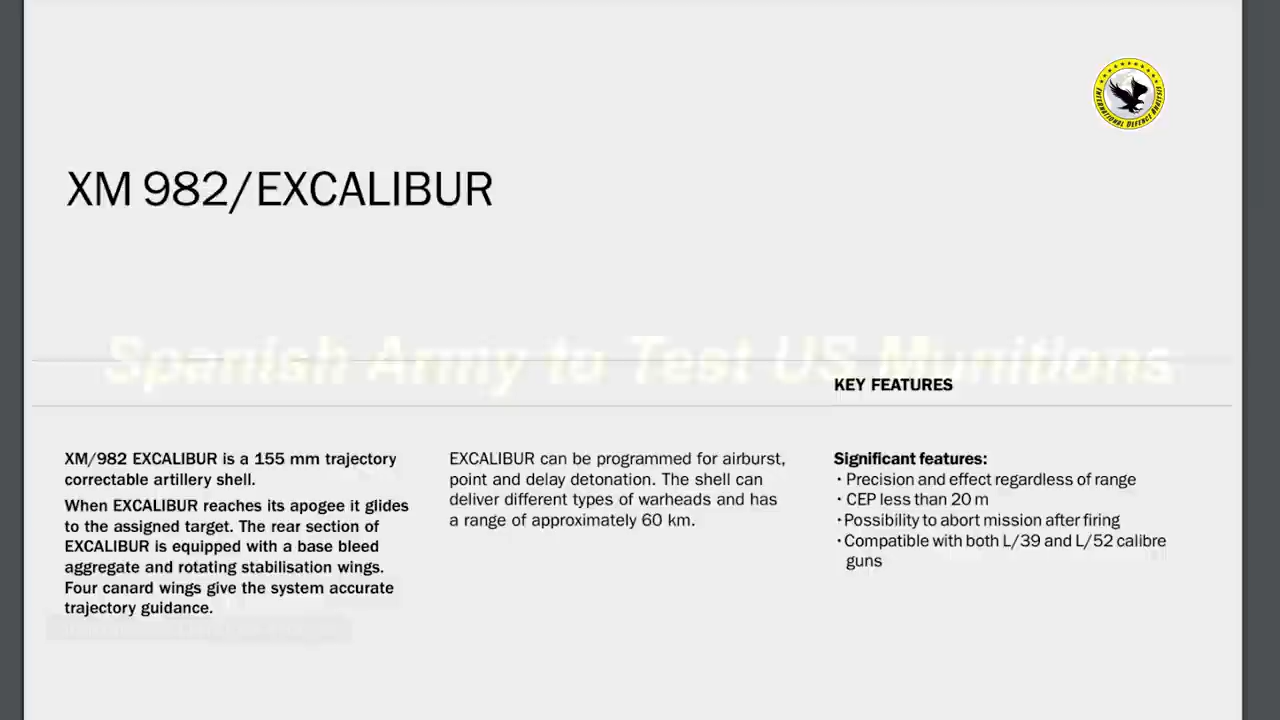 INTERNATIONAL DEFENCE ANALYSIS
XM 982/EXCALIBUR
Spanish Army to Test US Munitions
KEY FEATURES
XM/982 EXCALIBUR is a 155 mm trajectory
correctable artillery shell.
When EXCALIBUR reaches its apogee it glides
to the assigned target. The rear section of
EXCALIBUR is equipped with a base bleed
aggregate and rotating stabilisation wings.
Four canard wings give the system accurate
trajectory guidance.
EXCALIBUR can be programmed for airburst,
point and delay detonation. The shell can
deliver different types of warheads and has
a range of approximately 60 km.
Significant features:
· Precision and effect regardless of range
· CEP less than 20 m
· Possibility to abort mission after firing
· Compatible with both L/39 and L/52 calibre
guns